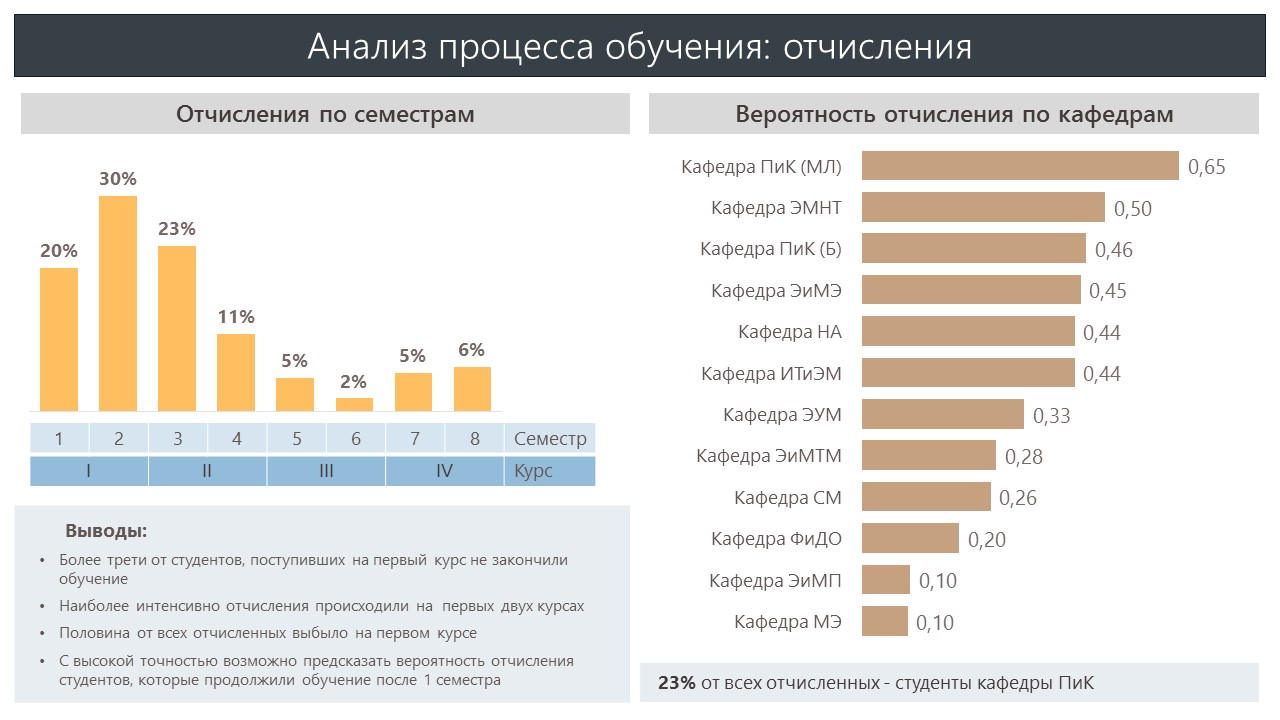 Анализ процесса обучения: отчисления
Отчисления по семестрам
30%
23%
20%
11%
5%
2%
5%
6%
1 2 3 4 5 6 7 8 Семестр
I II III IV Курс
Выводы:
• Более трети от студентов, поступивших на первый курс не закончили
обучение
• Наиболее интенсивно отчисления происходили на первых двух курсах
• Половина от всех отчисленных выбыло на первом курсе
• С высокой точностью возможно предсказать вероятность отчисления
студентов, которые продолжили обучение после 1 семестра
Вероятность отчисления по кафедрам
Кафедра ПиК (МЛ) 0,65
Кафедра ЭМНТ 0,50
Кафедра ПиК (Б) 0,46
Кафедра ЭиМЭ 0,45
Кафедра НА 0,44
Кафедра ИТиЭМ 0,44
Кафедра ЭУМ 0,33
Кафедра ЭиМТМ 0,28
Кафедра СМ 0,26
Кафедра ФиДО 0,20
Кафедра ЭиМП 0,10
Кафедра МЭ 0,10
23% от всех отчисленных - студенты кафедры ПиК